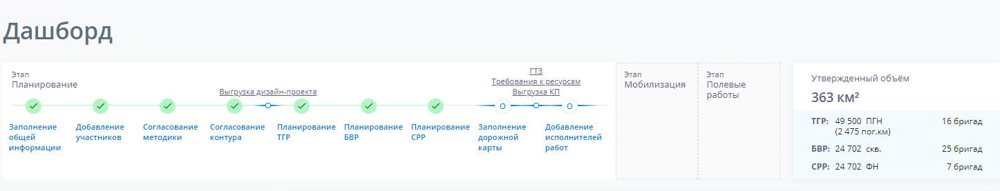 Дашборд
Этап
Планирование
Выгрузка дизайн-проекта
ГТЗ
Требования к ресурсам
Выгрузка КП
Заполнение
общей
информации
Добавление
участников
Согласование
методики
Согласование
контура
Планирование
ТГР
Планирование
БВР
Планирование
СРР
0
Заполнение
дорожной
карты
0
Добавление
исполнителей
работ
Этап
Мобилизация
Этап
Полевые
работы
Утвержденный объём
363 км²
ТГР: 49 500 ПГН 16 бригад
(2 475 пог.км)
БВР: 24 702 скв. 25 бригад
СРР: 24 702 ФН 7 бригад